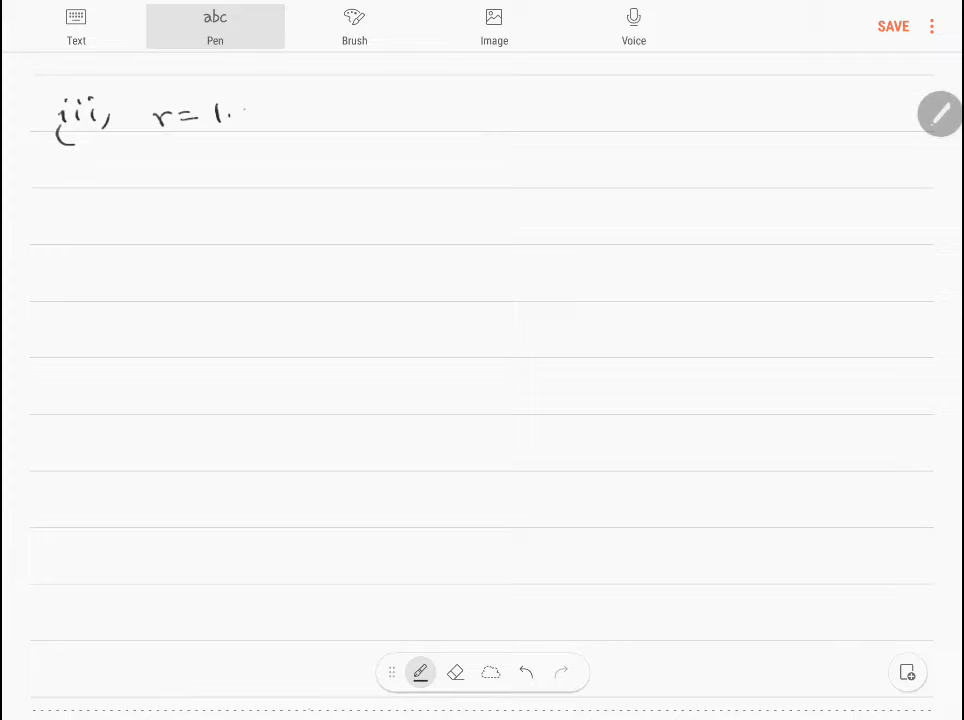 Text
abc
Pen
Brush
Image
Voice
SAVE
iii, r = 1.